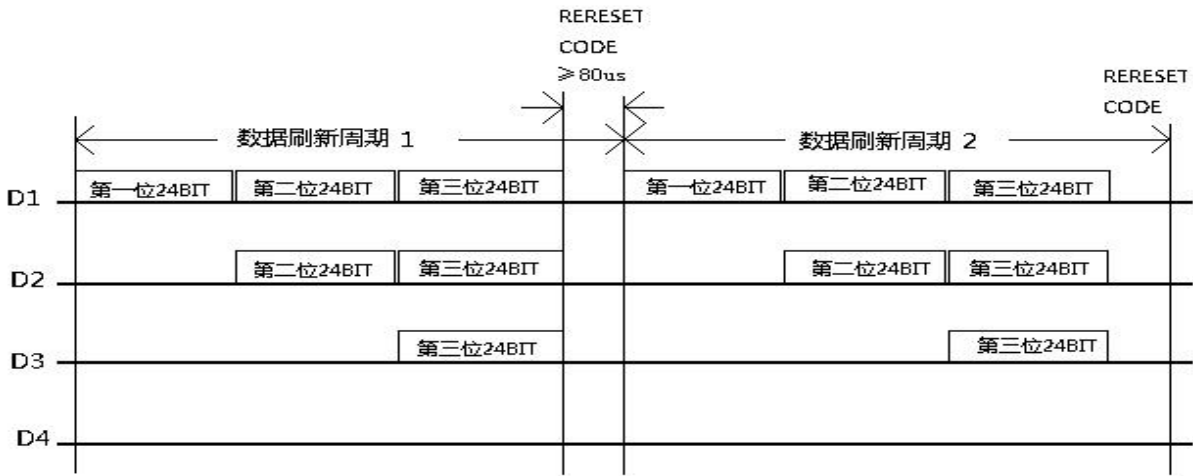 RERESET
CODE
≥80us
RERESET
CODE
数据刷新周期 1
数据刷新周期 2
D1
第一位24BIT
第二位24BIT
第三位24BIT
第一位24BIT
第二位24BIT
第三位24BIT
D2
第二位24BIT
第三位24BIT
第二位24BIT
第三位24BIT
D3
第三位24BIT
第三位24BIT
D4